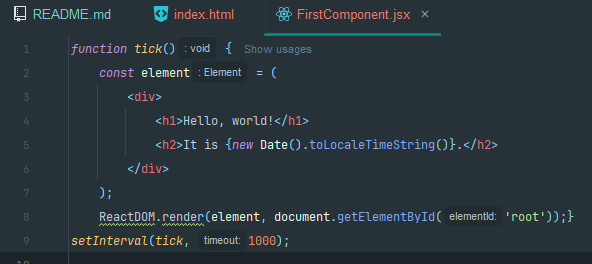 README.md index.html FirstComponent.jsx ×
1 function tick() : void { Show usages
2 const element : Element = (
3 <div>
4 <h1>Hello, world!</h1>
5 <h2>It is {new Date().toLocaleTimeString()}.</h2>
6 </div>
7 );
8 ReactDOM.render(element, document.getElementById( elementId: 'root'));}
9 setInterval(tick, timeout: 1000);
10